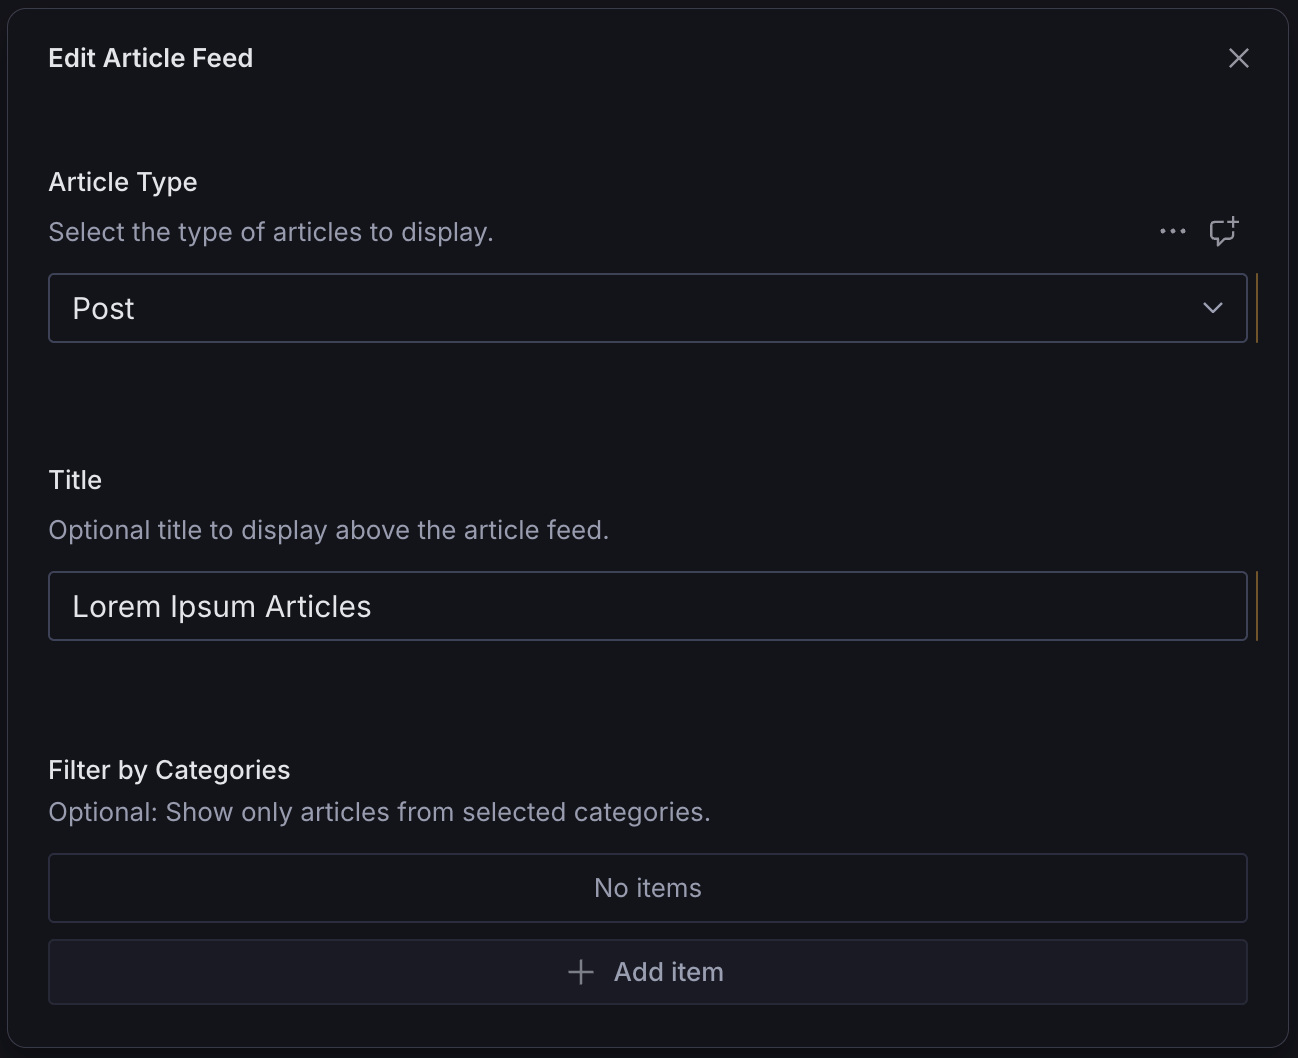 Edit Article Feed
Article Type
Select the type of articles to display.
Post
Title
Optional title to display above the article feed.
Lorem Ipsum Articles
Filter by Categories
Optional: Show only articles from selected categories.
No items
Add item